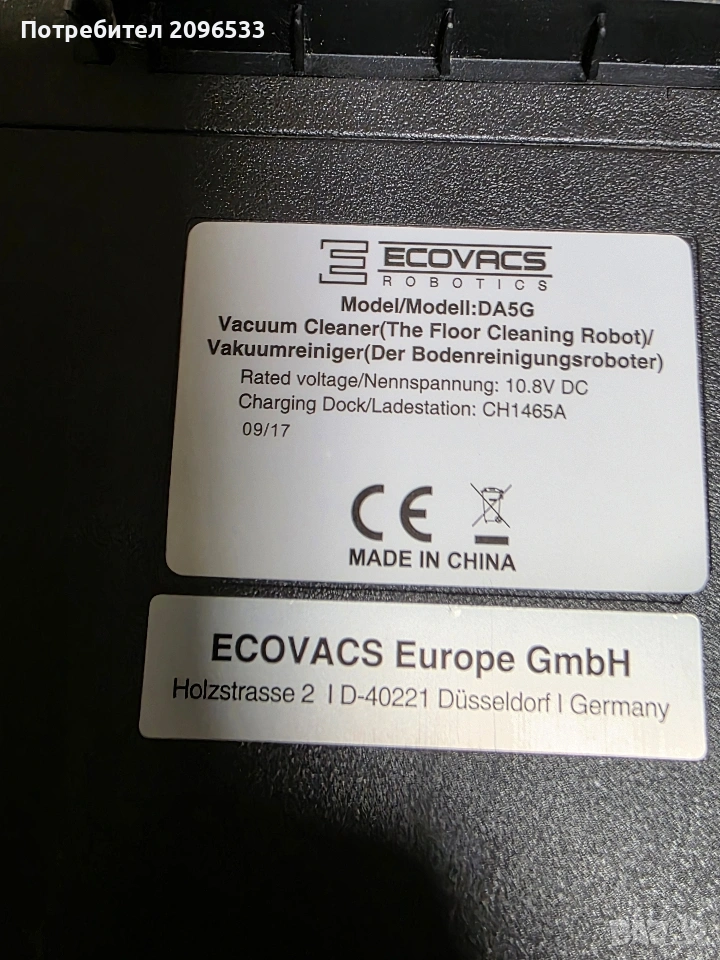 Потребител 2096533
ECOVACS
ROBOTICS
Model/Modell:DA5G
Vacuum Cleaner(The Floor Cleaning Robot)/
Vakuumreiniger(Der Bodenreinigungsroboter)
Rated voltage/Nennspannung: 10.8V DC
Charging Dock/Ladestation: CH1465A
09/17
CE
MADE IN CHINA
ECOVACS Europe GmbH
Holzstrasse 2 I D-40221 Düsseldorf I Germany